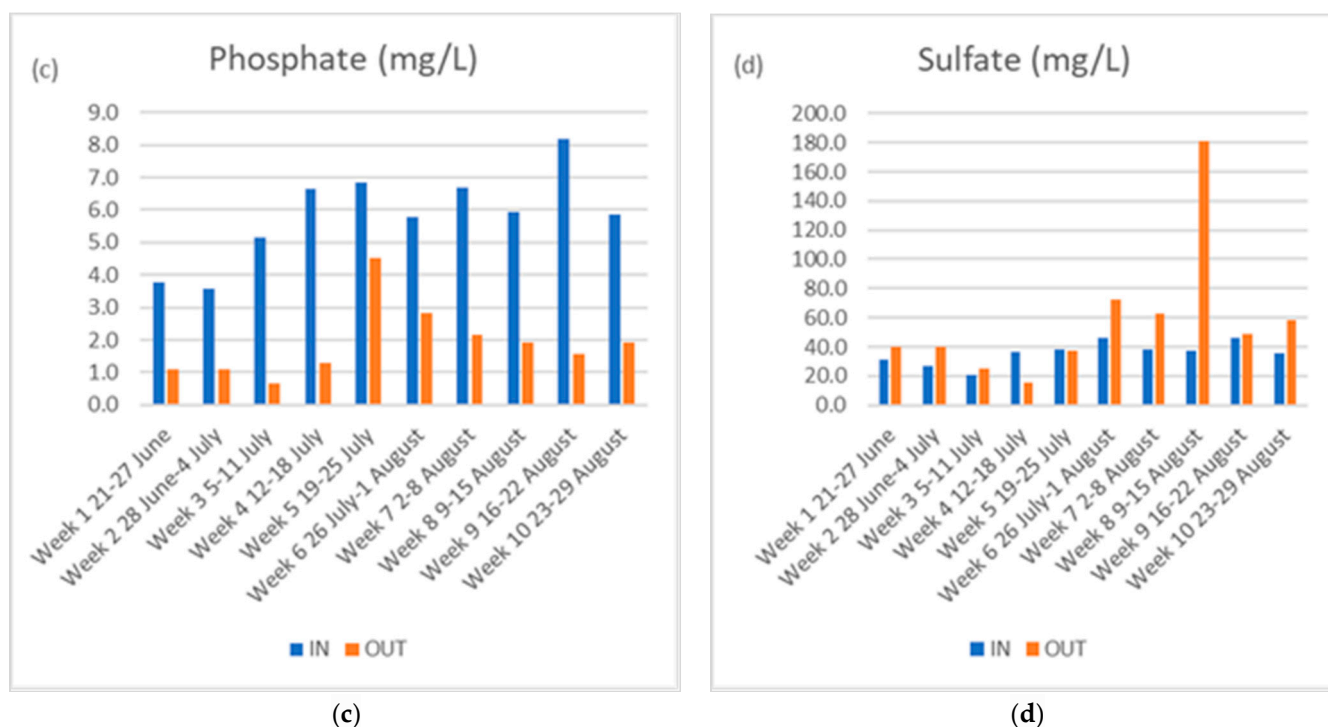 (c)
Phosphate (mg/L)
9.0
8.0
7.0
6.0
5.0
4.0
3.0
2.0
1.0
0.0
Week 1 21-27 June
Week 2 28 June-4 July
Week 3 5-11 July
Week 4 12-18 July
Week 5 19-25 July
Week 6 26 July-1 August
Week 7 2-8 August
Week 8 9-15 August
Week 9 16-22 August
Week 10 23-29 August
IN OUT
(c)
(d)
Sulfate (mg/L)
200.0
180.0
160.0
140.0
120.0
100.0
80.0
60.0
40.0
20.0
0.0
Week 1 21-27 June
Week 2 28 June-4 July
Week 3 5-11 July
Week 4 12-18 July
Week 5 19-25 July
Week 6 26 July-1 August
Week 7 2-8 August
Week 8 9-15 August
Week 9 16-22 August
Week 10 23-29 August
IN OUT
(d)